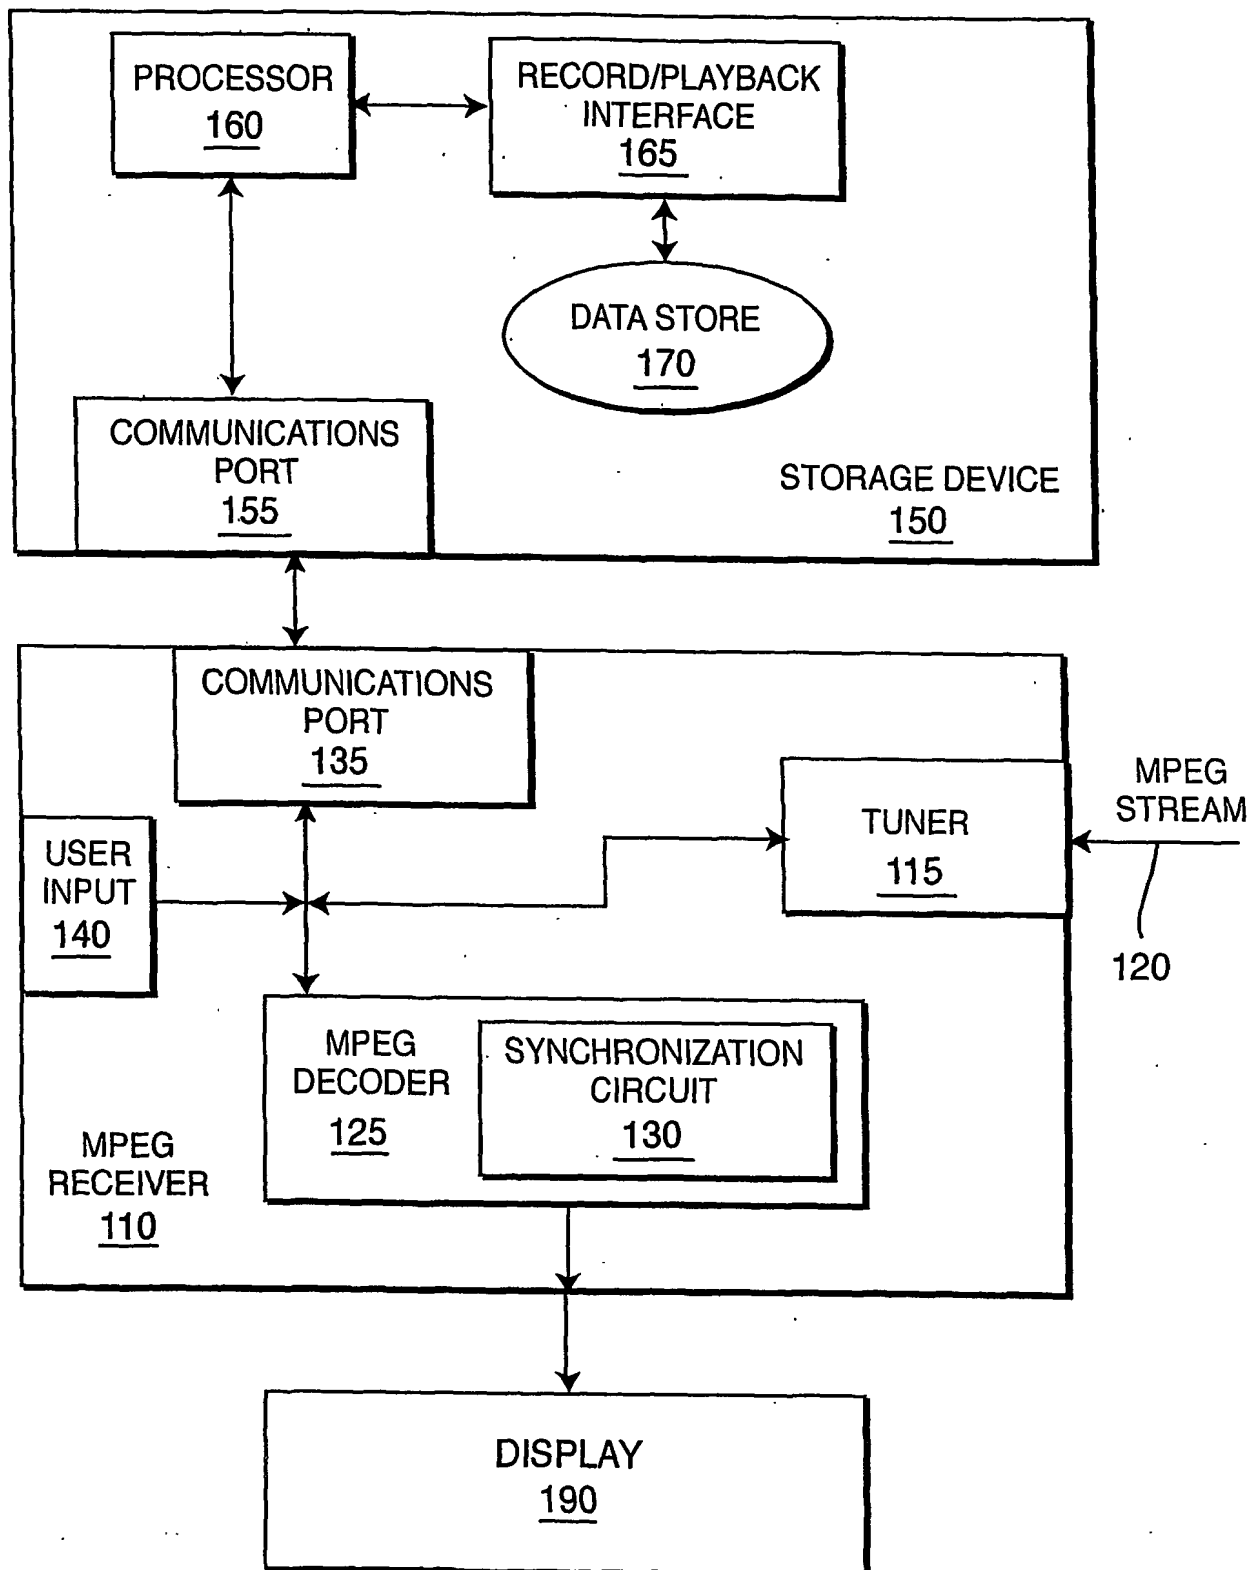 PROCESSOR
160
RECORD/PLAYBACK
INTERFACE
165
DATA STORE
170
COMMUNICATIONS
PORT
155
STORAGE DEVICE
150
COMMUNICATIONS
PORT
135
USER
INPUT
140
TUNER
115
MPEG
STREAM
120
MPEG
DECODER
125
SYNCHRONIZATION
CIRCUIT
130
MPEG
RECEIVER
110
DISPLAY
190